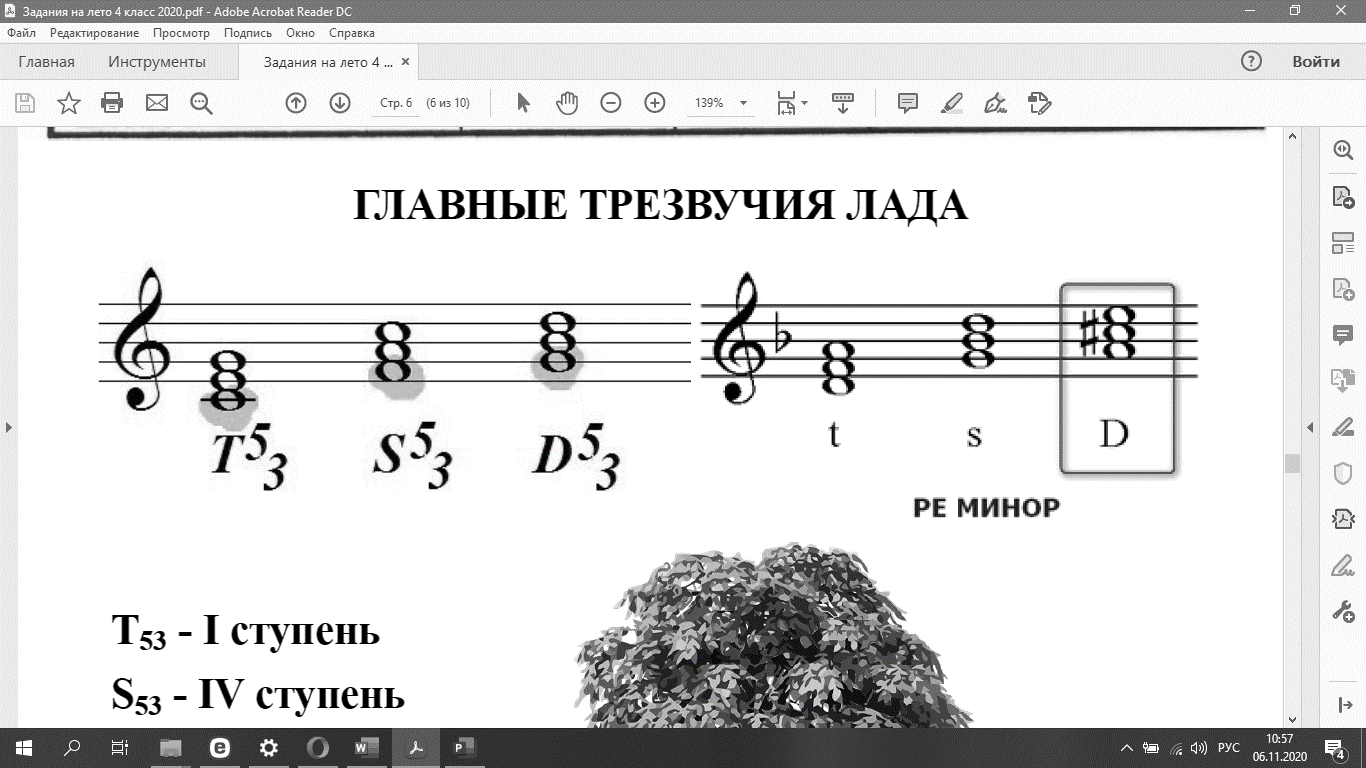 Задания на лето 4 класс 2020.pdf - Adobe Acrobat Reader DC
Файл Редактирование Просмотр Подпись Окно Справка
Главная Инструменты Задания на лето 4 ... × ? Войти
Стр. 6 (6 из 10) 139%
ГЛАВНЫЕ ТРЕЗВУЧИЯ ЛАДА
T⁵₃ S⁵₃ D⁵₃ t s D
РЕ МИНОР
T₅₃ - I ступень
S₅₃ - IV ступень
РУС 10:57
06.11.2020 4